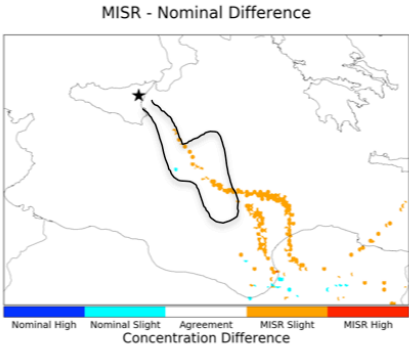 MISR - Nominal Difference
Nominal High Nominal Slight Agreement MISR Slight MISR High
Concentration Difference